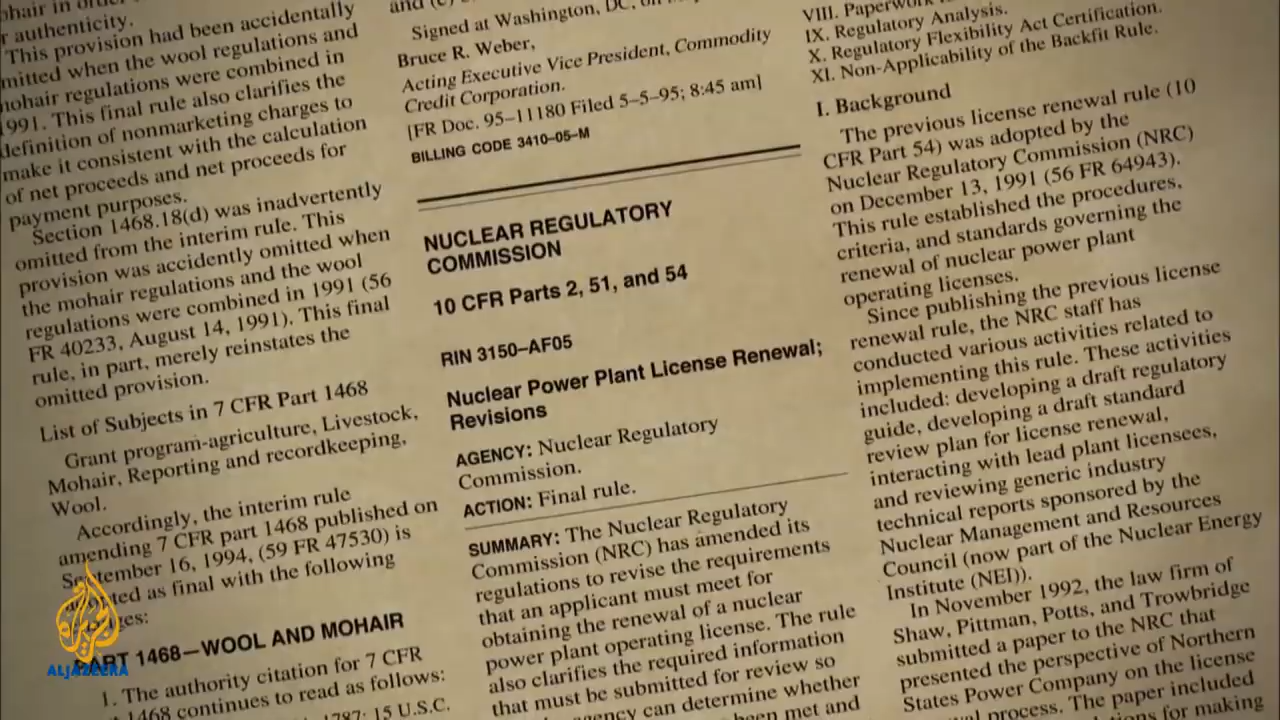 ohair in order
r authenticity.
This provision had been accidentally
mitted when the wool regulations and
nohair regulations were combined in
1991. This final rule also clarifies the
definition of nonmarketing charges to
make it consistent with the calculation
of net proceeds and net proceeds for
payment purposes.
Section 1468.18(d) was inadvertently
omitted from the interim rule. This
provision was accidently omitted when
the mohair regulations and the wool
regulations were combined in 1991 (56
FR 40233, August 14, 1991). This final
rule, in part, merely reinstates the
omitted provision.
List of Subjects in 7 CFR Part 1468
Grant program-agriculture, Livestock,
Mohair, Reporting and recordkeeping,
Wool.
Accordingly, the interim rule
amending 7 CFR part 1468 published on
September 16, 1994, (59 FR 47530) is
adopted as final with the following
PART 1468—WOOL AND MOHAIR
1. The authority citation for 7 CFR
1468 continues to read as follows:
1787; 15 U.S.C.
الجزيرة
ALJAZEERA
and (c)
Signed at Washington, DC, on
Bruce R. Weber,
Acting Executive Vice President, Commodity
Credit Corporation.
[FR Doc. 95–11180 Filed 5–5–95; 8:45 am]
BILLING CODE 3410–05–M
NUCLEAR REGULATORY
COMMISSION
10 CFR Parts 2, 51, and 54
RIN 3150–AF05
Nuclear Power Plant License Renewal;
Revisions
AGENCY: Nuclear Regulatory
Commission.
ACTION: Final rule.
SUMMARY: The Nuclear Regulatory
Commission (NRC) has amended its
regulations to revise the requirements
that an applicant must meet for
obtaining the renewal of a nuclear
power plant operating license. The rule
also clarifies the required information
that must be submitted for review so
agency can determine whether
been met and
VIII. Paperwork
IX. Regulatory Analysis.
X. Regulatory Flexibility Act Certification.
XI. Non-Applicability of the Backfit Rule.
I. Background
The previous license renewal rule (10
CFR Part 54) was adopted by the
Nuclear Regulatory Commission (NRC)
on December 13, 1991 (56 FR 64943).
This rule established the procedures,
criteria, and standards governing the
renewal of nuclear power plant
operating licenses.
Since publishing the previous license
renewal rule, the NRC staff has
conducted various activities related to
implementing this rule. These activities
included: developing a draft regulatory
guide, developing a draft standard
review plan for license renewal,
interacting with lead plant licensees,
and reviewing generic industry
technical reports sponsored by the
Nuclear Management and Resources
Council (now part of the Nuclear Energy
Institute (NEI)).
In November 1992, the law firm of
Shaw, Pittman, Potts, and Trowbridge
submitted a paper to the NRC that
presented the perspective of Northern
States Power Company on the license
process. The paper included
for making